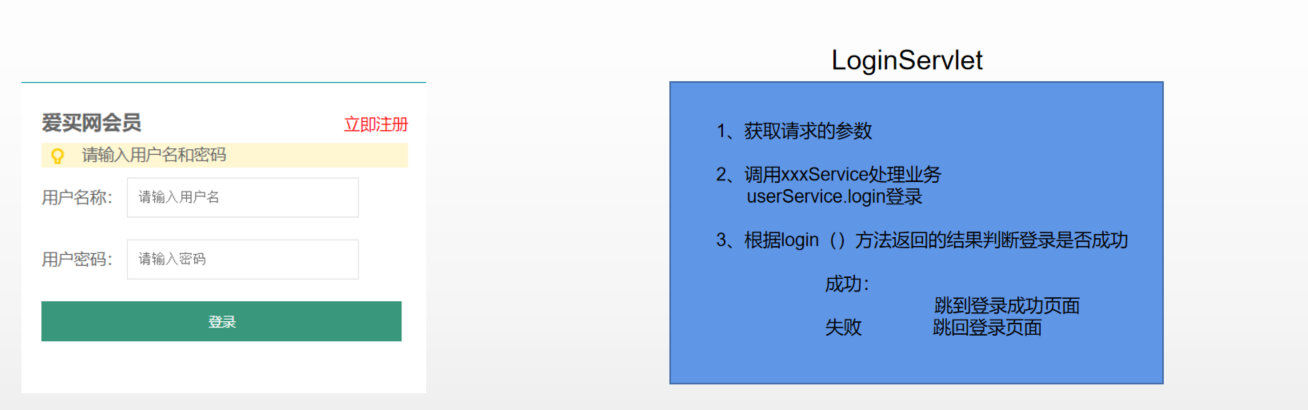 爱买网会员 立即注册
请输入用户名和密码
用户名称： 请输入用户名
用户密码： 请输入密码
登录
LoginServlet
1、获取请求的参数
2、调用xxxService处理业务
userService.login登录
3、根据login（）方法返回的结果判断登录是否成功
成功：
跳到登录成功页面
失败 跳回登录页面